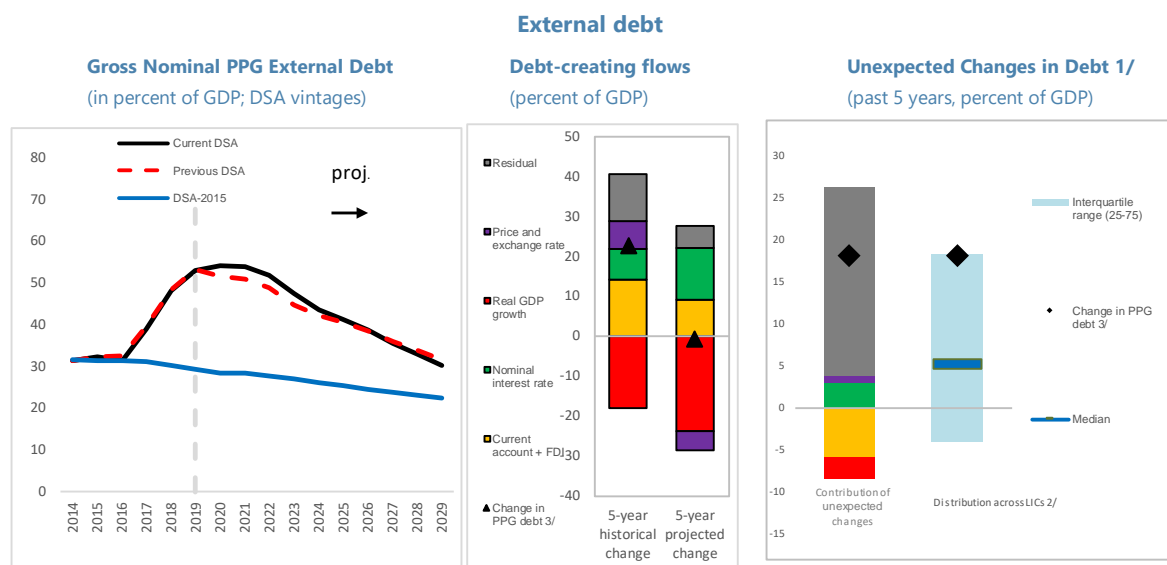 External debt
Gross Nominal PPG External Debt
(in percent of GDP; DSA vintages)
Current DSA
Previous DSA
DSA-2015
proj.
80
70
60
50
40
30
20
10
0
2014
2015
2016
2017
2018
2019
2020
2021
2022
2023
2024
2025
2026
2027
2028
2029
Debt-creating flows
(percent of GDP)
Residual
Price and
exchange rate
Real GDP
growth
Nominal
interest rate
Current
account + FDI
Change in
PPG debt 3/
50
40
30
20
10
0
-10
-20
-30
-40
5-year
historical
change
5-year
projected
change
Unexpected Changes in Debt 1/
(past 5 years, percent of GDP)
30
25
20
15
10
5
0
-5
-10
-15
Contribution of
unexpected
changes
Distribution across LICs 2/
Interquartile
range (25-75)
Change in PPG
debt 3/
Median